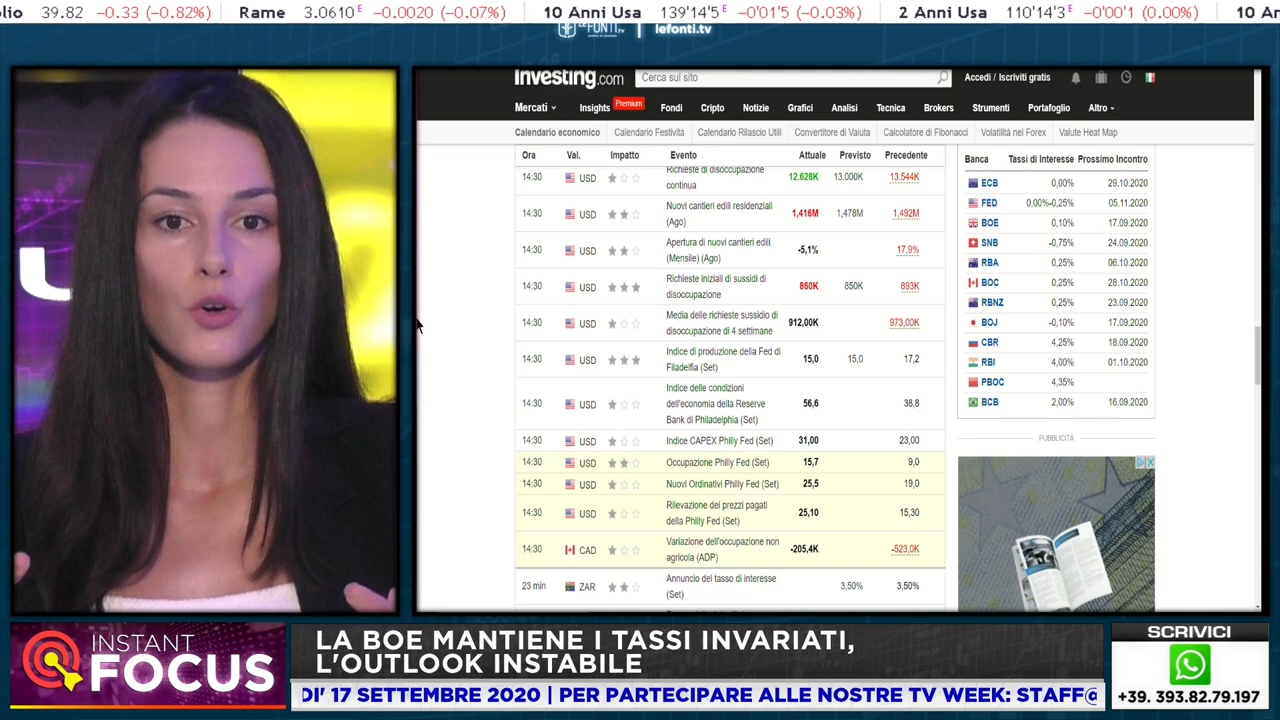 olio 39.82 -0.33 (-0.82%) Rame 3.0610E -0.0020 (-0.07%) 10 Anni Usa 139'14'5E -0'01'5 (-0.03%) 2 Anni Usa 110'14'3E -0'00'1 (0.00%) 10 An
LE FONTI.TV lefonti.tv
Investing.com Cerca sul sito Accedi / Iscriviti gratis
Mercati Insights Premium Fondi Cripto Notizie Grafici Analisi Tecnica Brokers Strumenti Portafoglio Altro
Calendario economico Calendario Festività Calendario Rilascio Utili Convertitore di Valuta Calcolatore di Fibonacci Volatilità nel Forex Valute Heat Map
Ora Val. Impatto Evento Attuale Previsto Precedente
14:30 USD Richieste di disoccupazione
continua 12.628K 13.000K 13.544K
14:30 USD Nuovi cantieri edili residenziali
(Ago) 1,416M 1,478M 1,492M
14:30 USD Apertura di nuovi cantieri edili
(Mensile) (Ago) -5,1% 17,9%
14:30 USD Richieste iniziali di sussidi di
disoccupazione 860K 850K 893K
14:30 USD Media delle richieste sussidio di
disoccupazione di 4 settimane 912,00K 973,00K
14:30 USD Indice di produzione della Fed di
Filadelfia (Set) 15,0 15,0 17,2
14:30 USD Indice delle condizioni
dell'economia della Reserve
Bank di Philadelphia (Set) 56,6 38,8
14:30 USD Indice CAPEX Philly Fed (Set) 31,00 23,00
14:30 USD Occupazione Philly Fed (Set) 15,7 9,0
14:30 USD Nuovi Ordinativi Philly Fed (Set) 25,5 19,0
14:30 USD Rilevazione dei prezzi pagati
della Philly Fed (Set) 25,10 15,30
14:30 CAD Variazione dell'occupazione non
agricola (ADP) -205,4K -523,0K
23 min ZAR Annuncio del tasso di interesse
(Set) 3,50% 3,50%
Banca Tassi di Interesse Prossimo Incontro
ECB 0,00% 29.10.2020
FED 0,00%-0,25% 05.11.2020
BOE 0,10% 17.09.2020
SNB -0,75% 24.09.2020
RBA 0,25% 06.10.2020
BOC 0,25% 28.10.2020
RBNZ 0,25% 23.09.2020
BOJ -0,10% 17.09.2020
CBR 4,25% 18.09.2020
RBI 4,00% 01.10.2020
PBOC 4,35%
BCB 2,00% 16.09.2020
PUBBLICITÀ
INSTANT
FOCUS
LA BOE MANTIENE I TASSI INVARIATI,
L'OUTLOOK INSTABILE
DI' 17 SETTEMBRE 2020 | PER PARTECIPARE ALLE NOSTRE TV WEEK: STAFF@
SCRIVICI
+39. 393.82.79.197